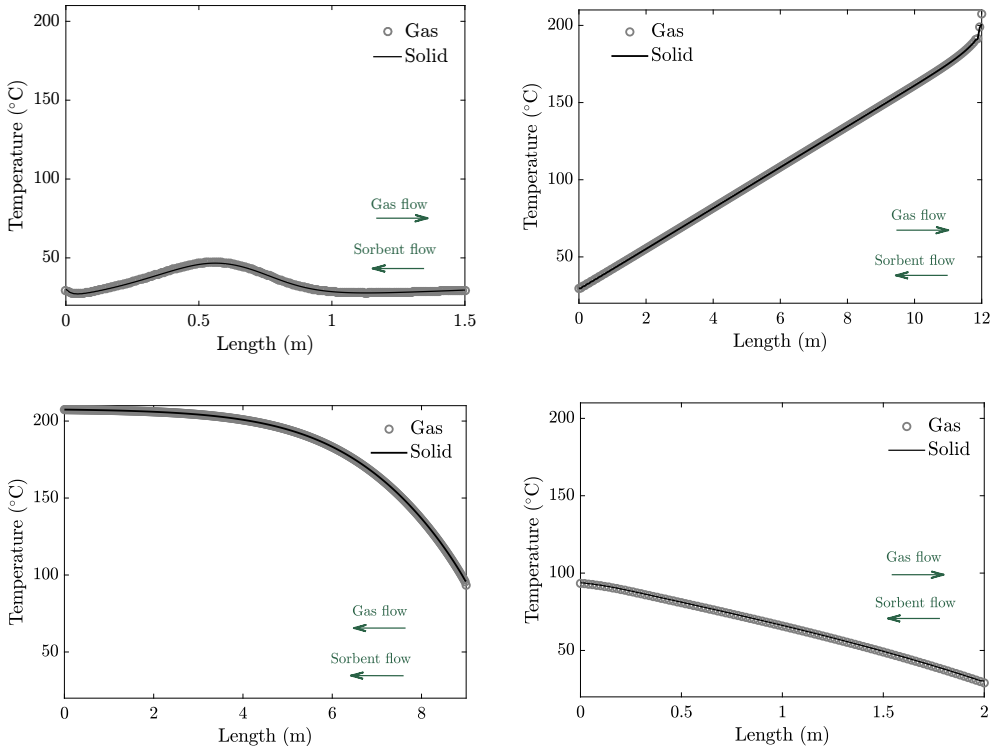 200
150
100
50
0
0.5
1
1.5
Temperature (°C)
Length (m)
Gas
Solid
Gas flow
Sorbent flow
200
150
100
50
0
2
4
6
8
10
12
Temperature (°C)
Length (m)
Gas
Solid
Gas flow
Sorbent flow
200
150
100
50
0
2
4
6
8
Temperature (°C)
Length (m)
Gas
Solid
Gas flow
Sorbent flow
200
150
100
50
0
0.5
1
1.5
2
Temperature (°C)
Length (m)
Gas
Solid
Gas flow
Sorbent flow